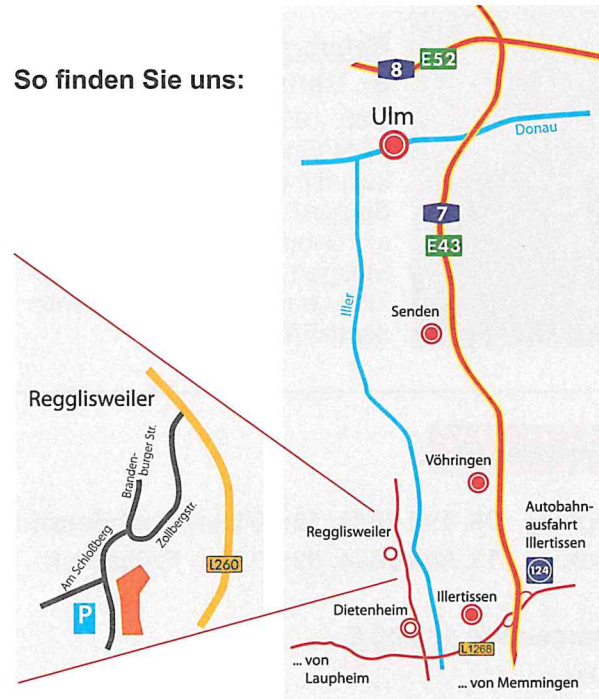 So finden Sie uns:
8
E52
Ulm
Donau
7
E43
Iller
Senden
Vöhringen
Autobahn-
ausfahrt
Illertissen
124
Regglisweiler
Illertissen
Dietenheim
L1268
... von
Laupheim
... von Memmingen
Regglisweiler
Branden-
burger Str.
Zollbergstr.
Am Schloßberg
L260
P